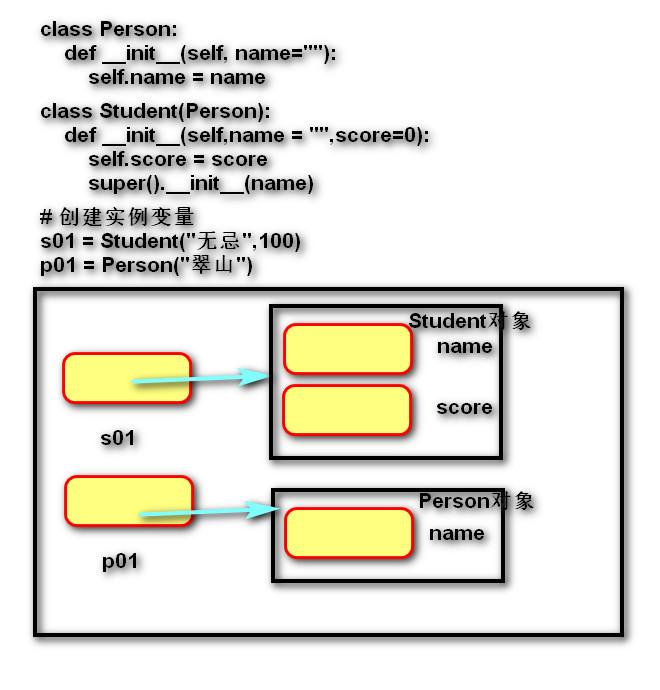 class Person:
    def __init__(self, name=""):
        self.name = name
class Student(Person):
    def __init__(self,name = "",score=0):
        self.score = score
        super().__init__(name)
# 创建实例变量
s01 = Student("无忌",100)
p01 = Person("翠山")
Student对象
name
score
s01
Person对象
name
p01